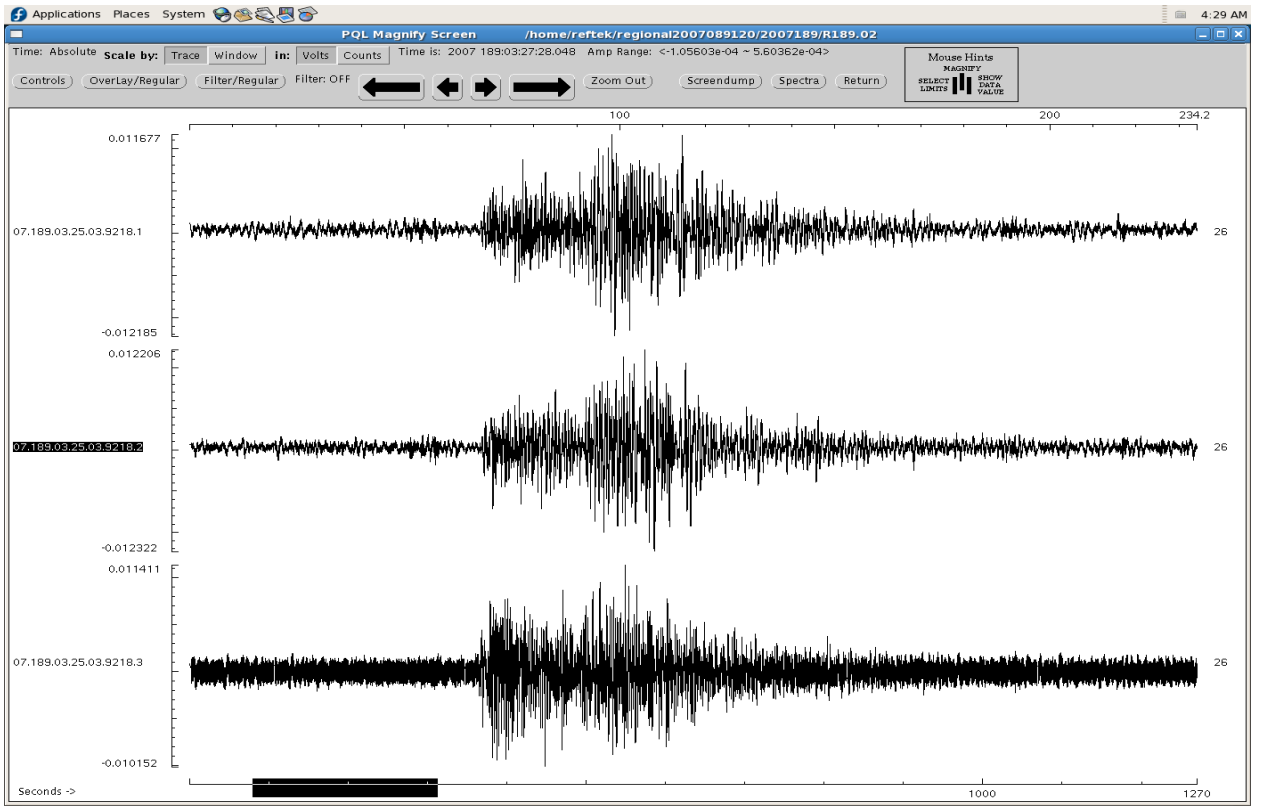 Applications Places System 4:29 AM
PQL Magnify Screen /home/reftek/regional2007089120/2007189/R189.02
Time: Absolute Scale by: Trace Window in: Volts Counts Time is: 2007 189:03:27:28.048 Amp Range: <-1.05603e-04 ~ 5.60362e-04>
Controls OverLay/Regular Filter/Regular Filter: OFF Zoom Out Screendump Spectra Return
Mouse Hints
MAGNIFY
SELECT LIMITS
SHOW DATA VALUE
100 200 234.2
0.011677
07.189.03.25.03.9218.1 26
-0.012185
0.012206
07.189.03.25.03.9218.2 26
-0.012322
0.011411
07.189.03.25.03.9218.3 26
-0.010152
Seconds -> 1000 1270